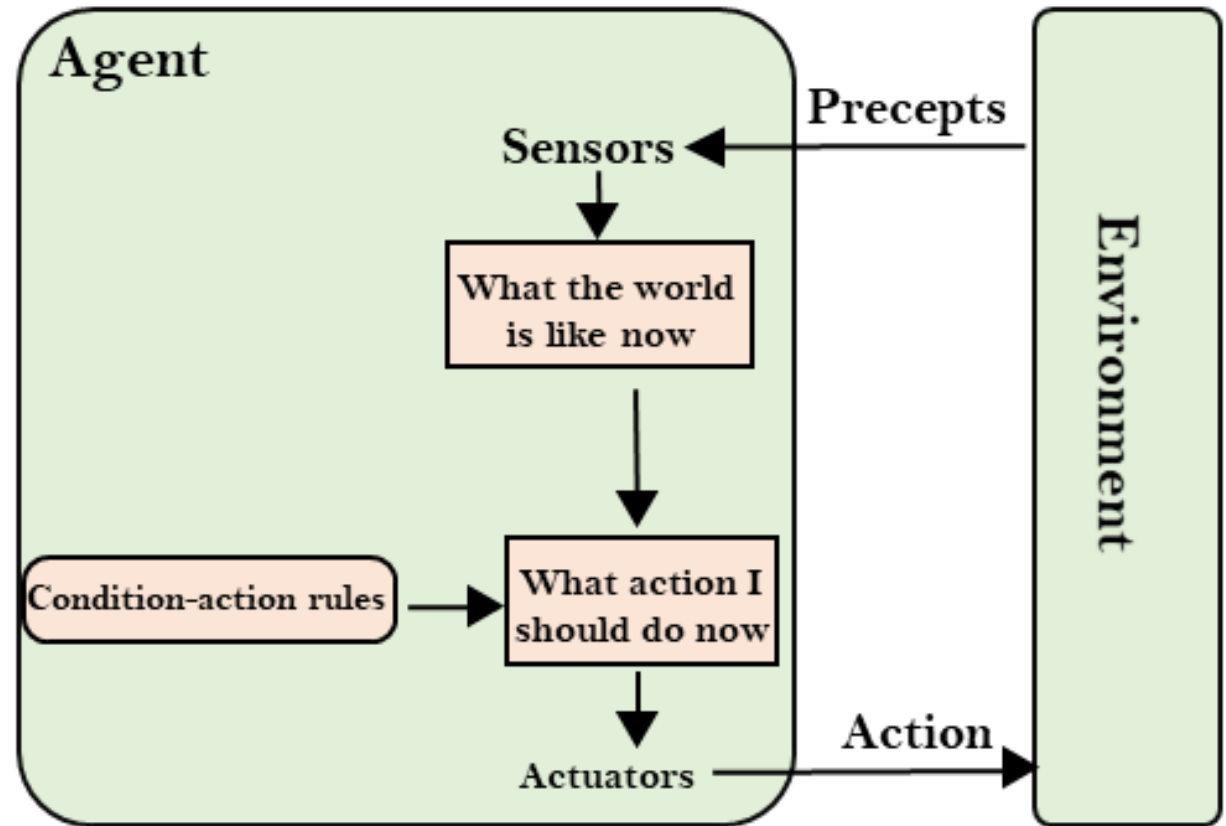 Agent
Precepts
Sensors
What the world
is like now
Environment
Condition-action rules
What action I
should do now
Action
Actuators